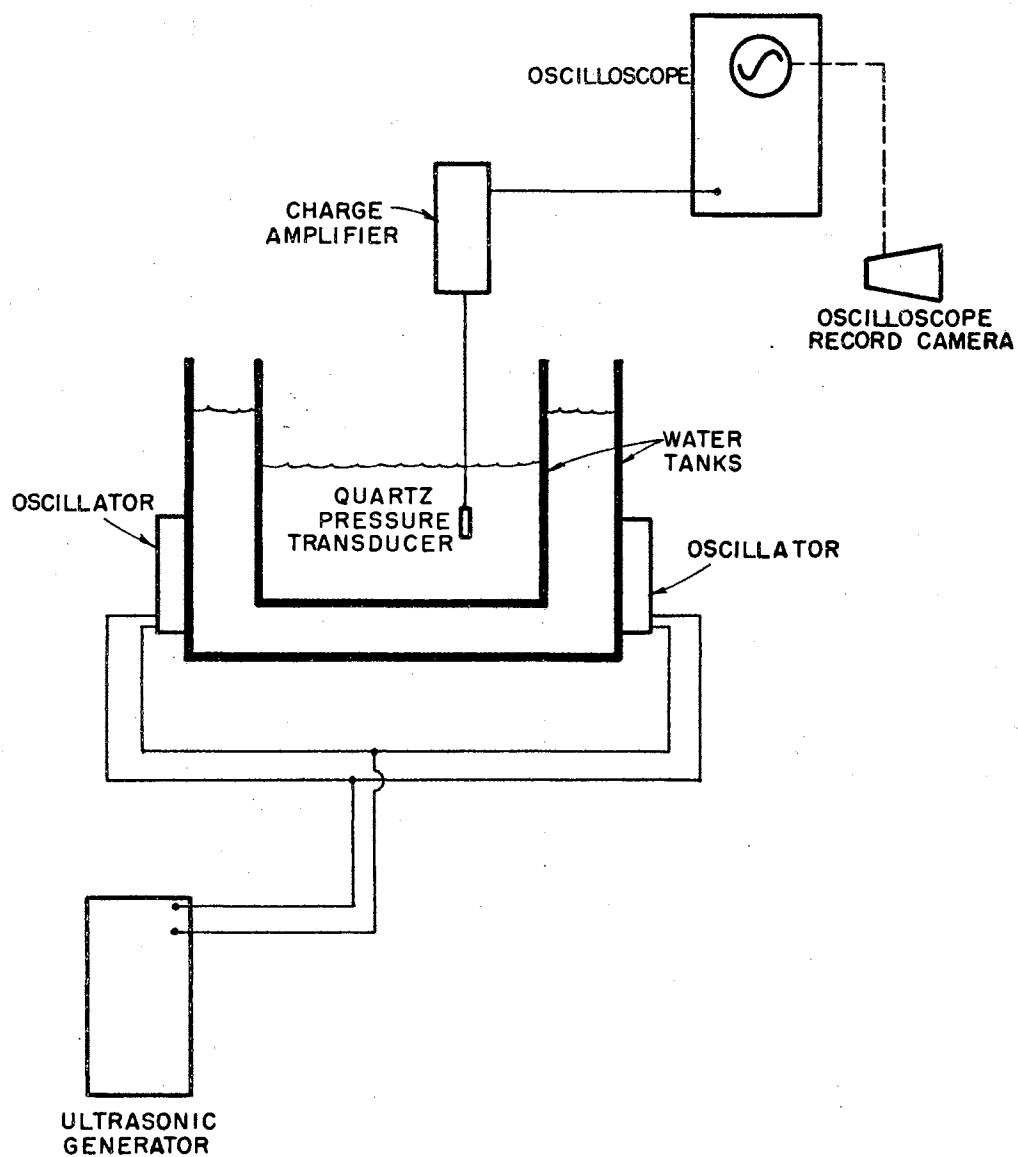 OSCILLOSCOPE
CHARGE
AMPLIFIER
OSCILLOSCOPE
RECORD CAMERA
WATER
TANKS
OSCILLATOR
QUARTZ
PRESSURE
TRANSDUCER
OSCILLATOR
ULTRASONIC
GENERATOR